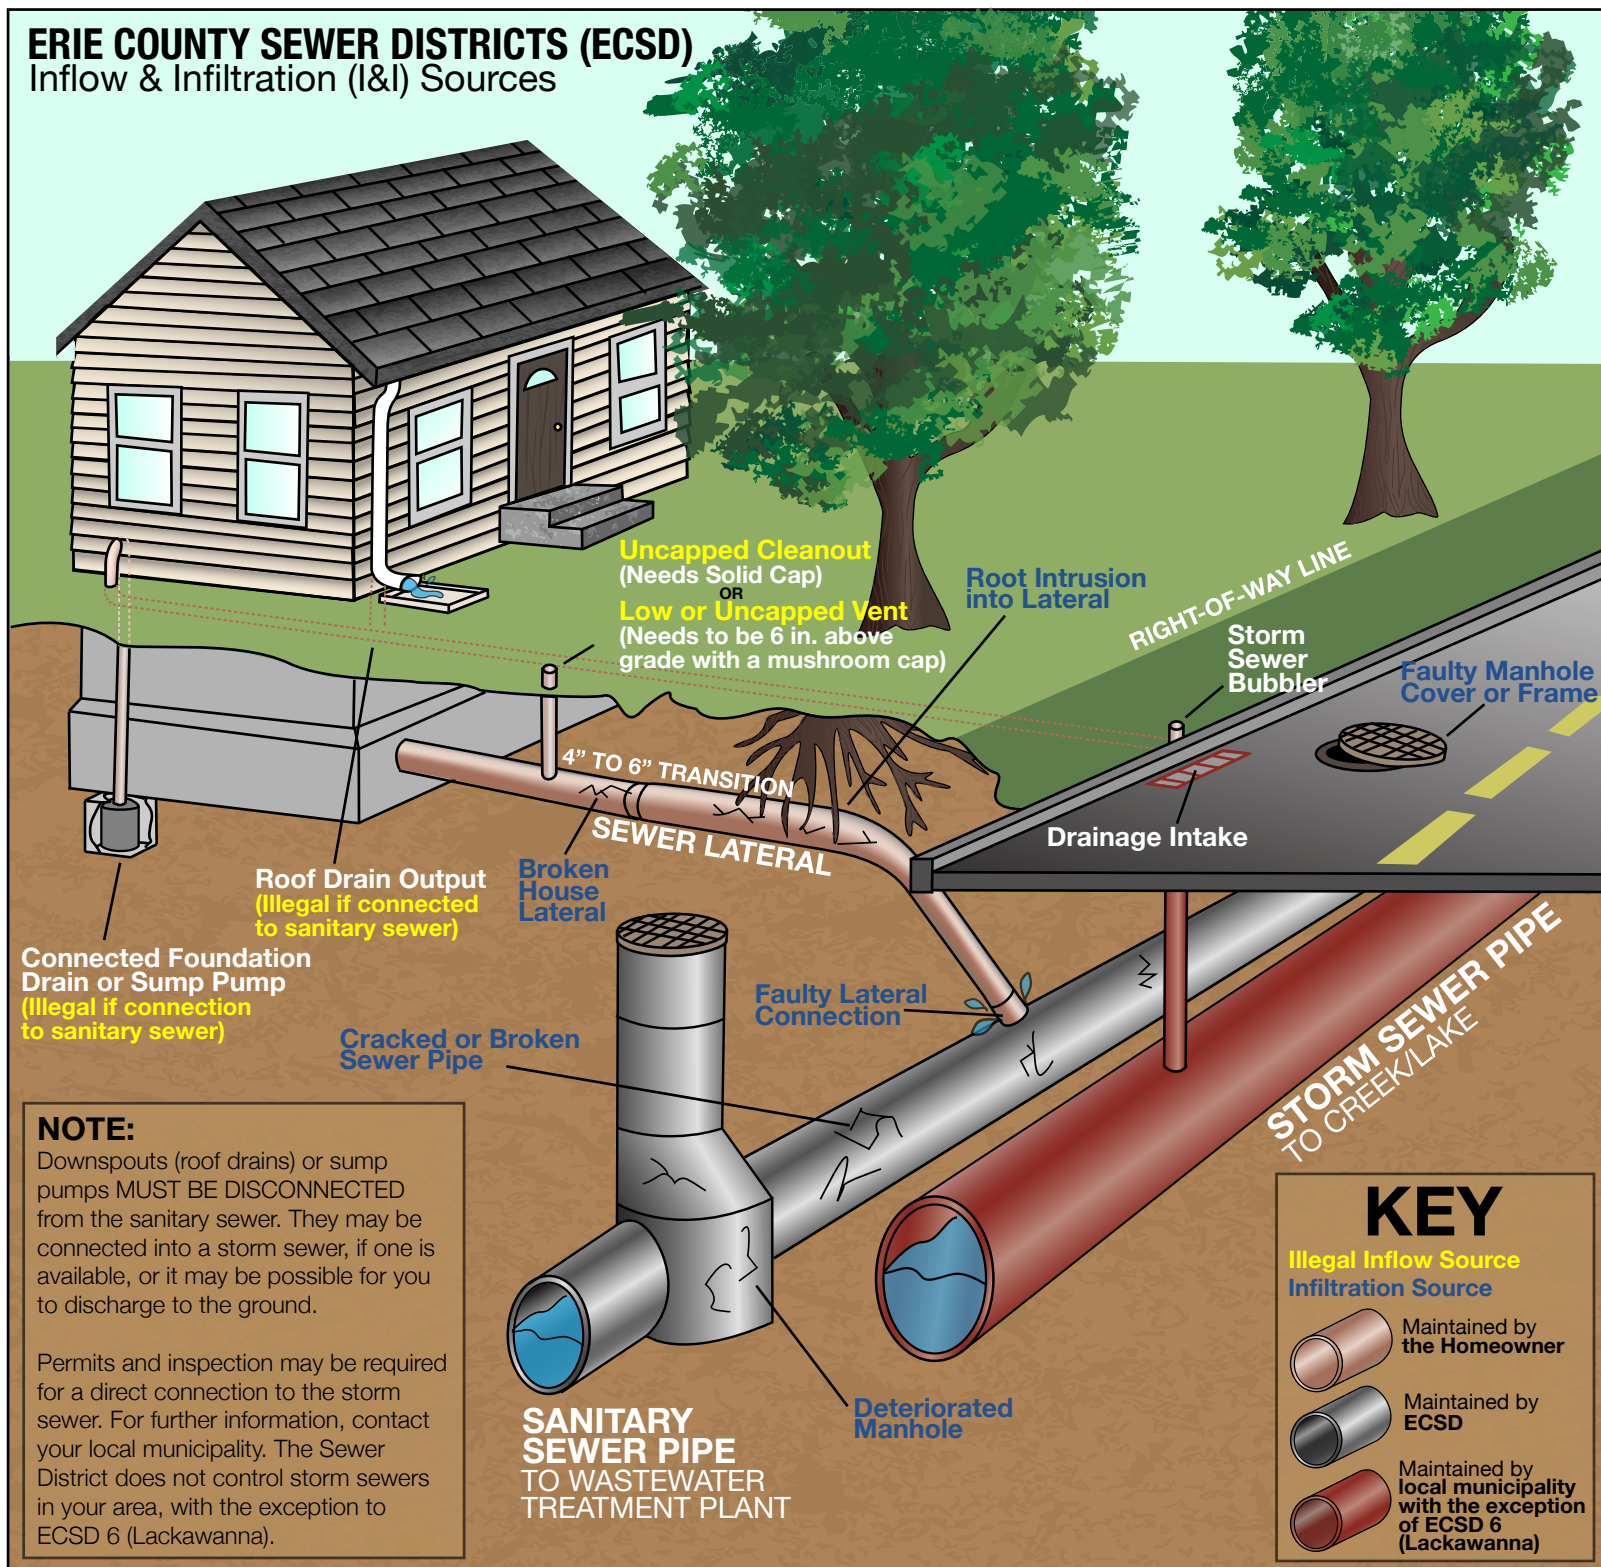 ERIE COUNTY SEWER DISTRICTS (ECSD)
Inflow & Infiltration (I&I) Sources
Uncapped Cleanout
(Needs Solid Cap)
OR
Low or Uncapped Vent
(Needs to be 6 in. above
grade with a mushroom cap)
Root Intrusion
into Lateral
RIGHT-OF-WAY LINE
Storm
Sewer
Bubbler
Faulty Manhole
Cover or Frame
4” TO 6” TRANSITION
SEWER LATERAL
Drainage Intake
Broken
House
Lateral
Roof Drain Output
(Illegal if connected
to sanitary sewer)
Connected Foundation
Drain or Sump Pump
(Illegal if connection
to sanitary sewer)
Faulty Lateral
Connection
Cracked or Broken
Sewer Pipe
STORM SEWER PIPE
TO CREEK/LAKE
NOTE:
Downspouts (roof drains) or sump
pumps MUST BE DISCONNECTED
from the sanitary sewer. They may be
connected into a storm sewer, if one is
available, or it may be possible for you
to discharge to the ground.
Permits and inspection may be required
for a direct connection to the storm
sewer. For further information, contact
your local municipality. The Sewer
District does not control storm sewers
in your area, with the exception to
ECSD 6 (Lackawanna).
Deteriorated
Manhole
SANITARY
SEWER PIPE
TO WASTEWATER
TREATMENT PLANT
KEY
Illegal Inflow Source
Infiltration Source
Maintained by
the Homeowner
Maintained by
ECSD
Maintained by
local municipality
with the exception
of ECSD 6
(Lackawanna)